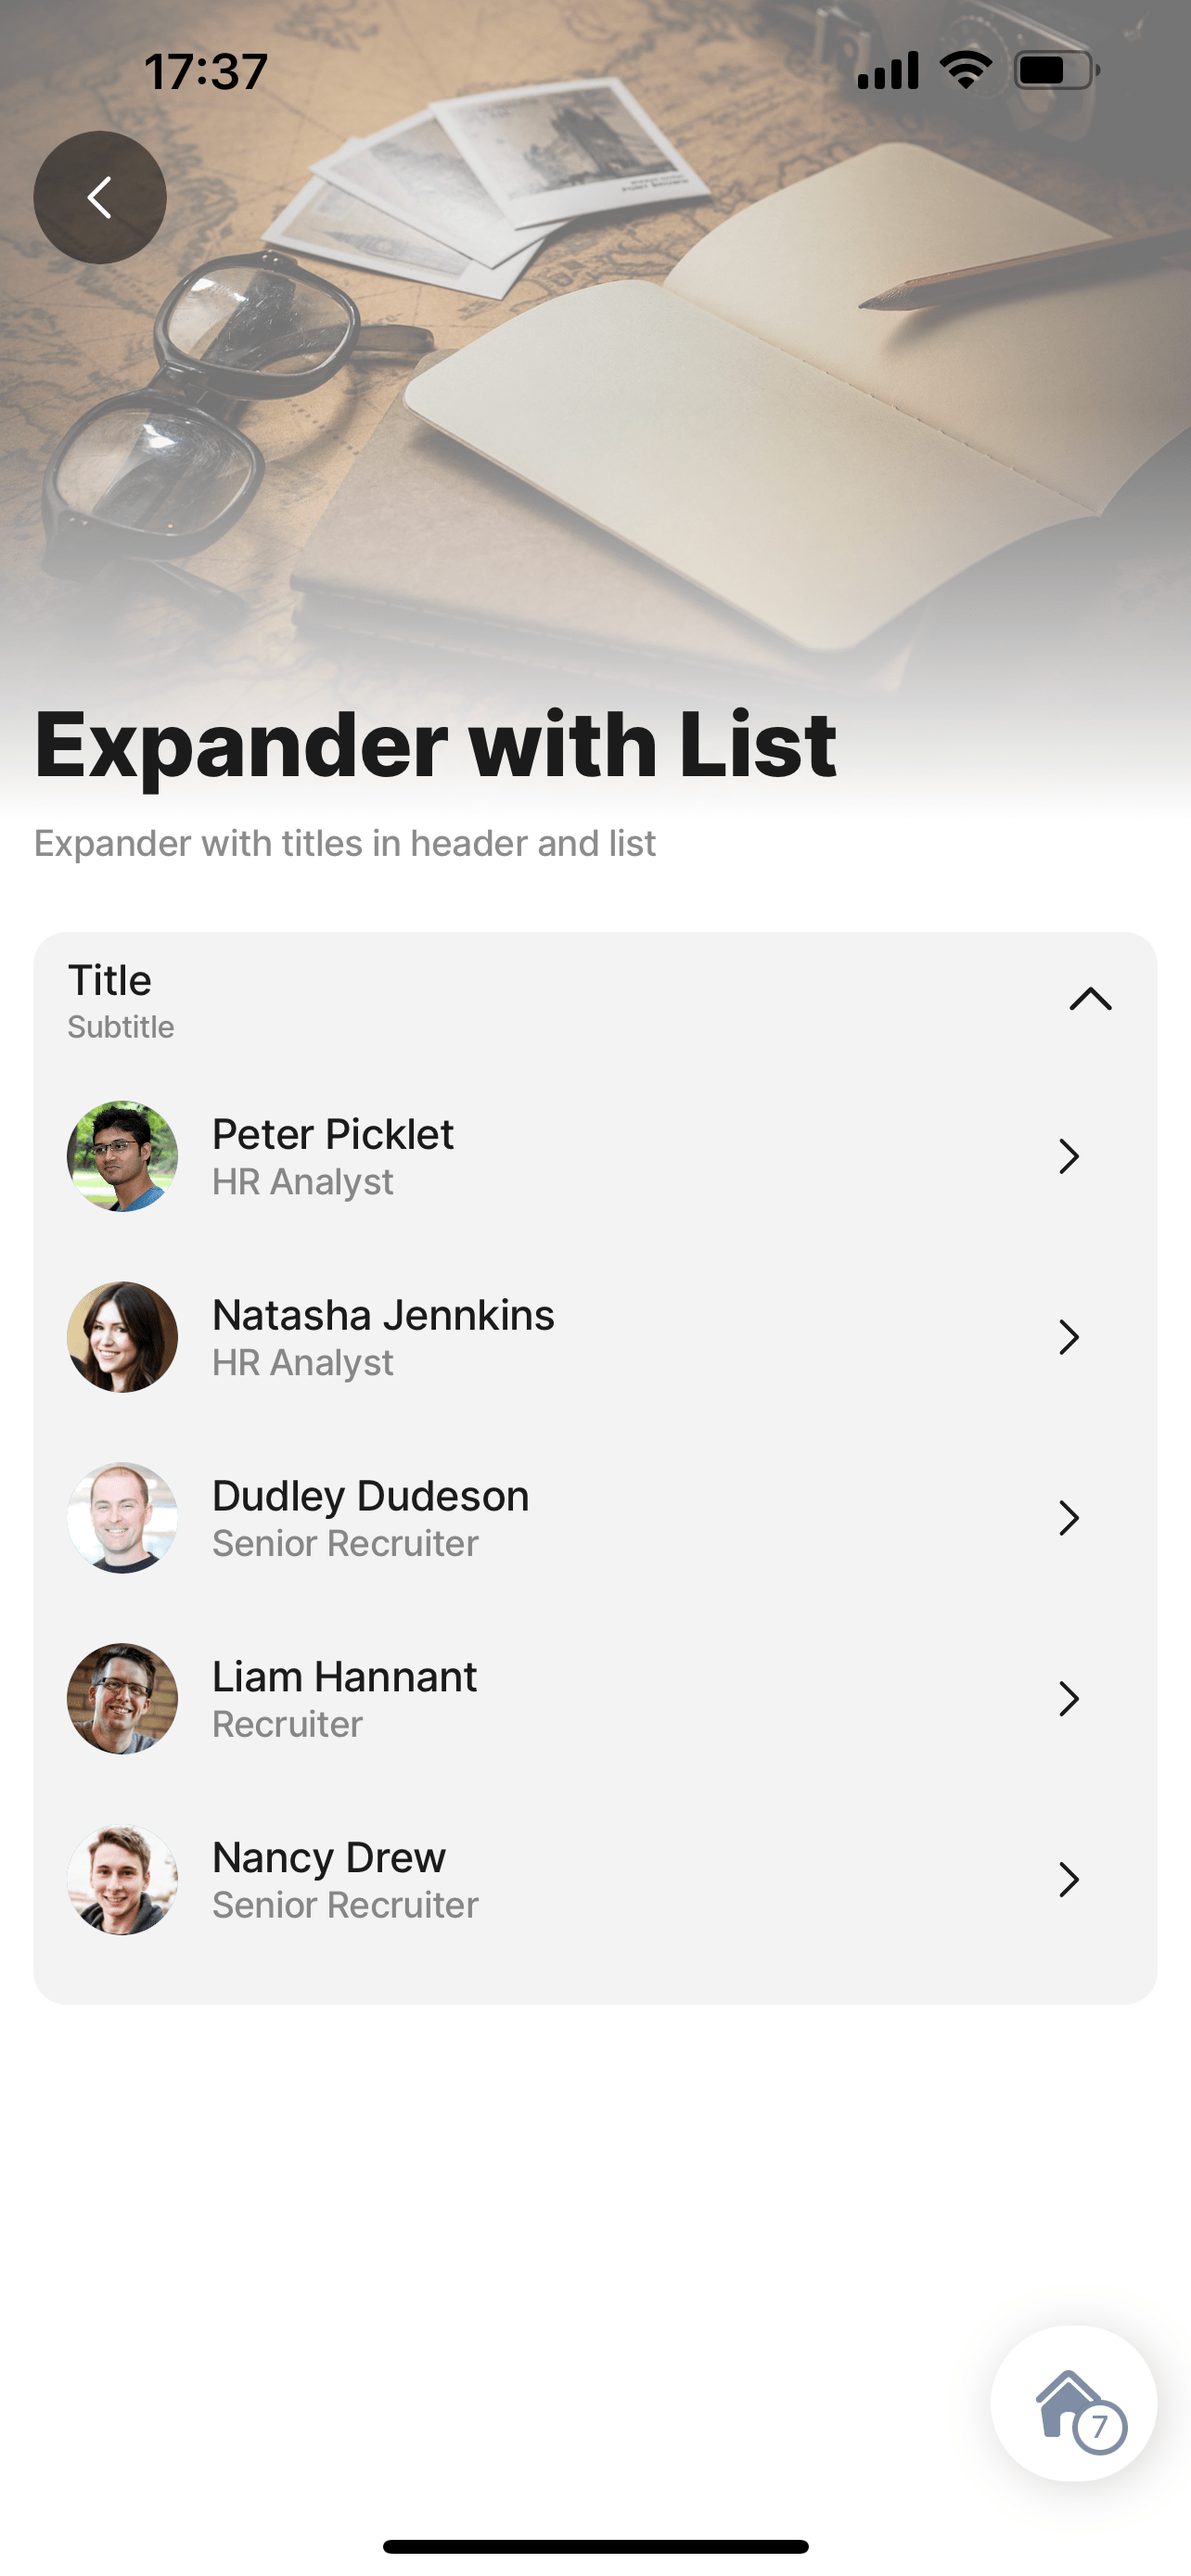 17:37
Expander with List
Expander with titles in header and list
Title
Subtitle
Peter Picklet
HR Analyst
Natasha Jennkins
HR Analyst
Dudley Dudeson
Senior Recruiter
Liam Hannant
Recruiter
Nancy Drew
Senior Recruiter
7